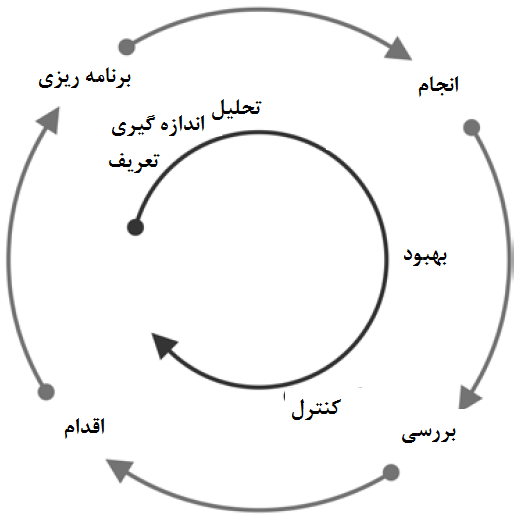 برنامه ریزی
انجام
تحلیل
اندازه گیری
تعریف
بهبود
کنترل
بررسی
اقدام